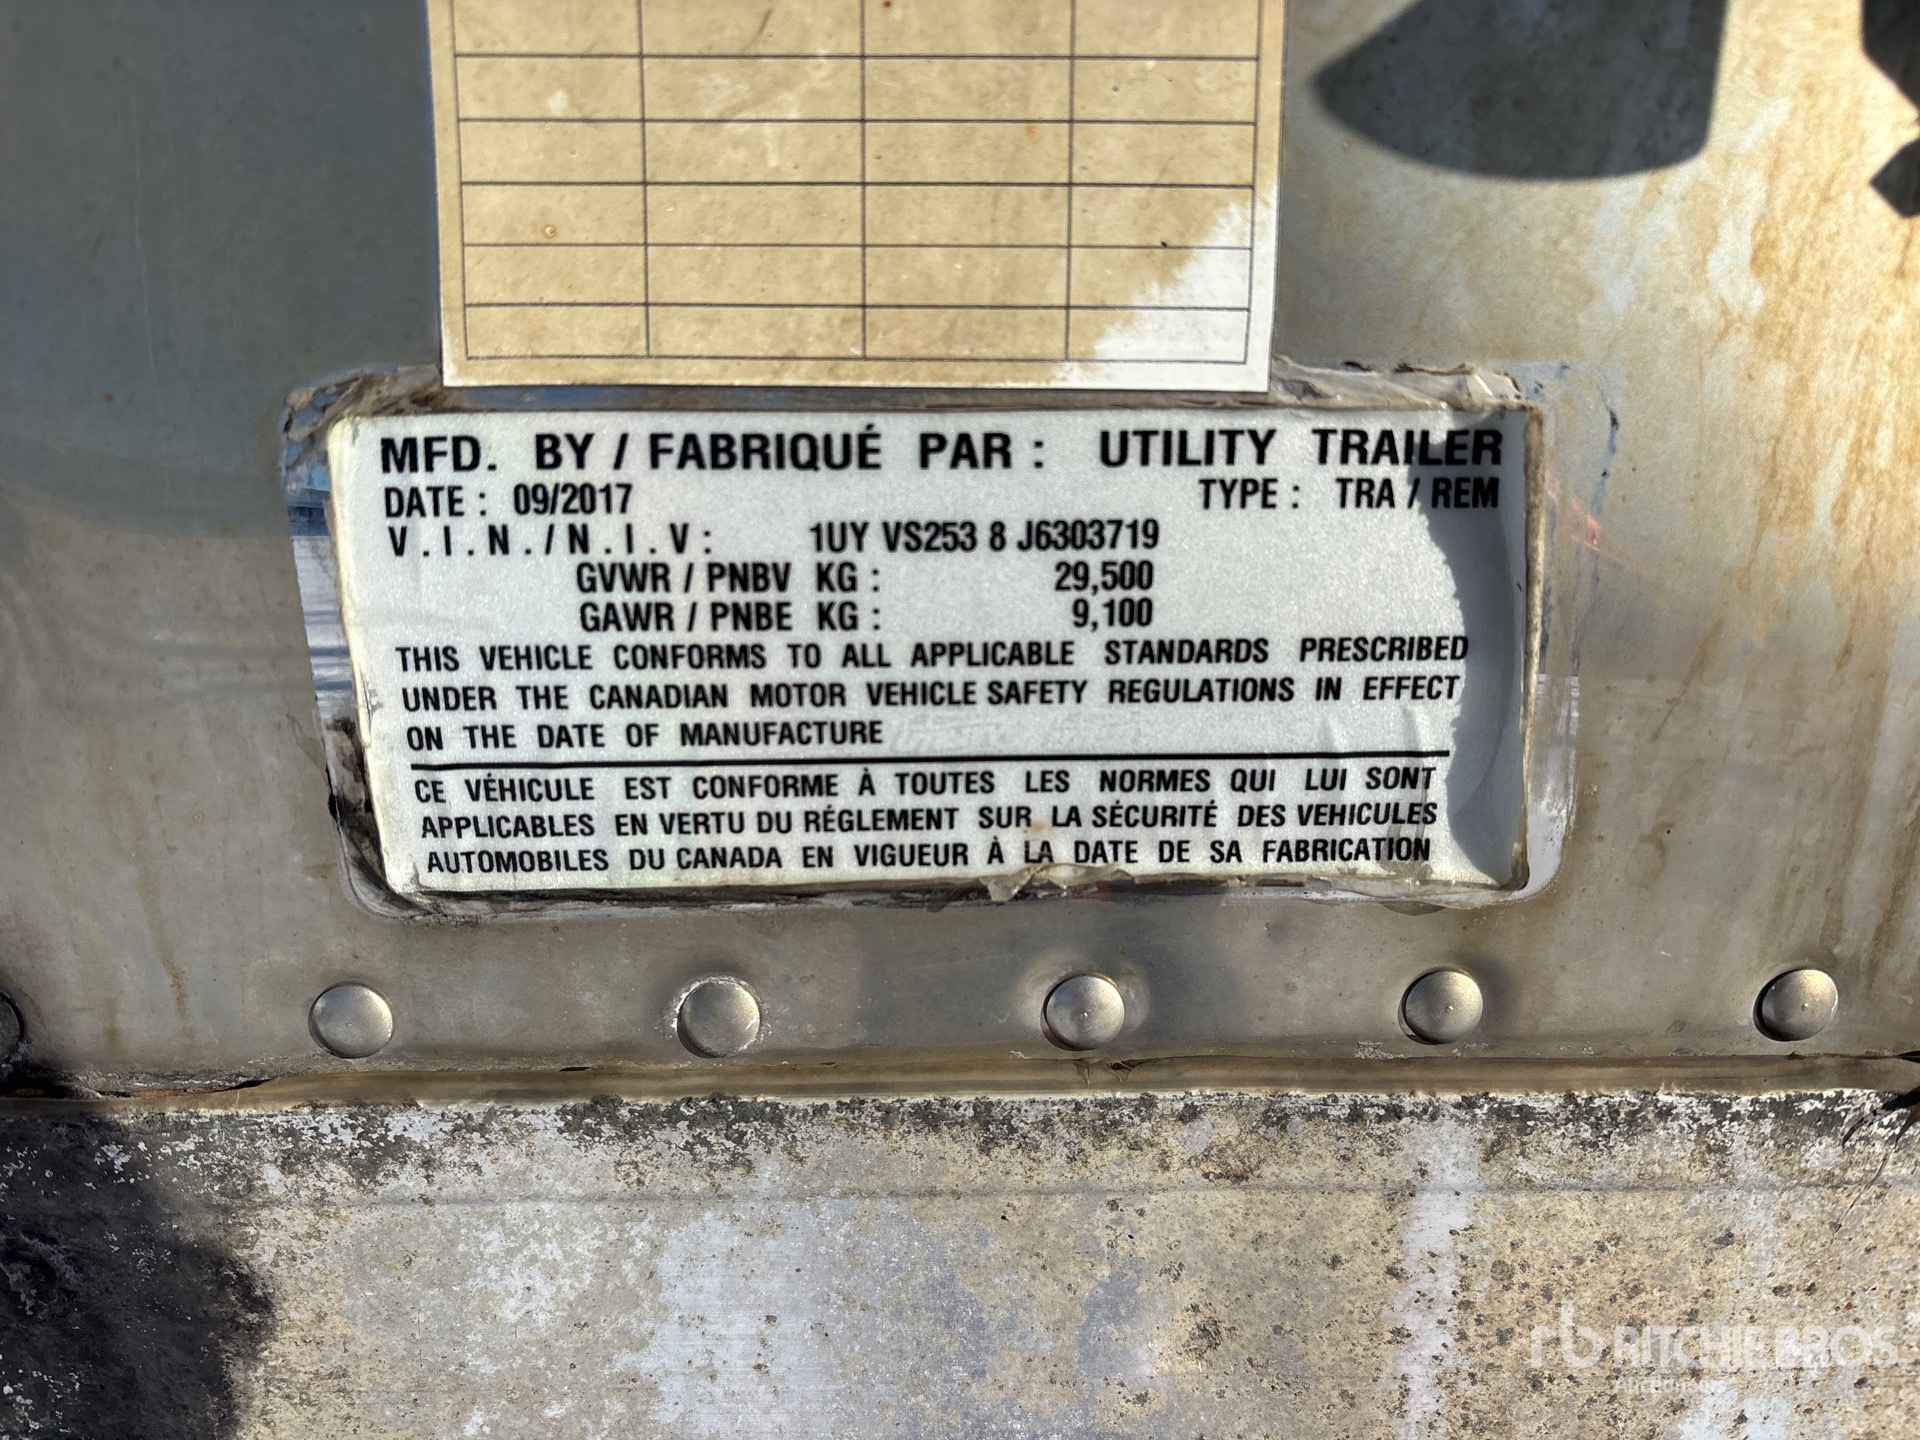 MFD. BY / FABRIQUÉ PAR : UTILITY TRAILER
DATE : 09/2017 TYPE : TRA / REM
V.I.N./N.I.V: 1UY VS253 8 J6303719
GVWR / PNBV KG : 29,500
GAWR / PNBE KG : 9,100
THIS VEHICLE CONFORMS TO ALL APPLICABLE STANDARDS PRESCRIBED
UNDER THE CANADIAN MOTOR VEHICLE SAFETY REGULATIONS IN EFFECT
ON THE DATE OF MANUFACTURE
CE VÉHICULE EST CONFORME À TOUTES LES NORMES QUI LUI SONT
APPLICABLES EN VERTU DU RÉGLEMENT SUR LA SÉCURITÉ DES VEHICULES
AUTOMOBILES DU CANADA EN VIGUEUR À LA DATE DE SA FABRICATION
rb RITCHIE BROS.
Auctioneers